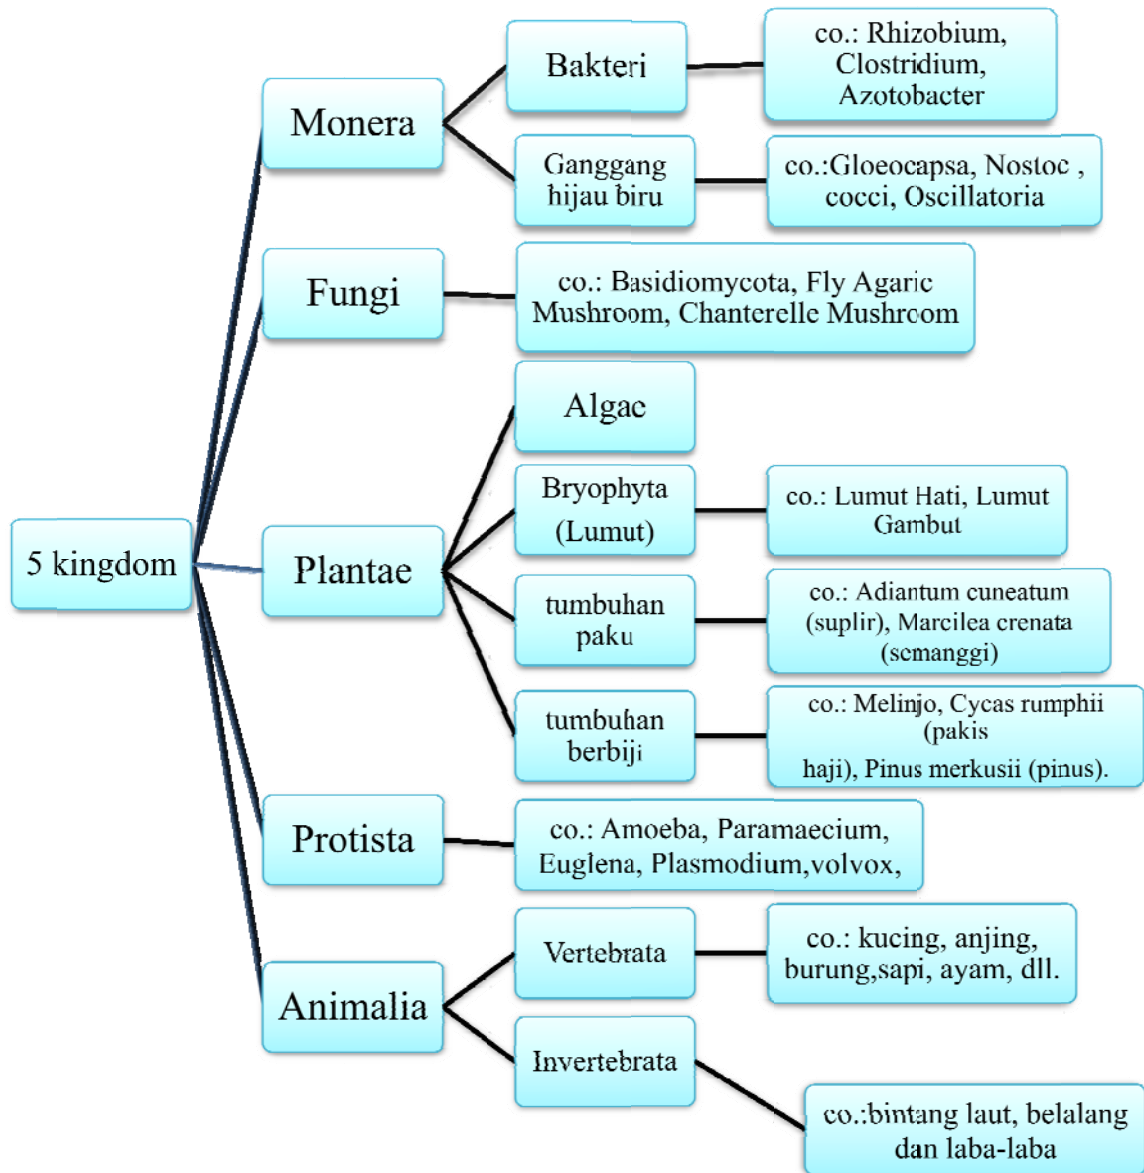 5 kingdom
Monera
Bakteri
co.: Rhizobium,
Clostridium,
Azotobacter
Ganggang
hijau biru
co.:Gloeocapsa, Nostoc ,
cocci, Oscillatoria
Fungi
co.: Basidiomycota, Fly Agaric
Mushroom, Chanterelle Mushroom
Plantae
Algae
Bryophyta
(Lumut)
co.: Lumut Hati, Lumut
Gambut
tumbuhan
paku
co.: Adiantum cuneatum
(suplir), Marcilea crenata
(semanggi)
tumbuhan
berbiji
co.: Melinjo, Cycas rumphii
(pakis
haji), Pinus merkusii (pinus).
Protista
co.: Amoeba, Paramaecium,
Euglena, Plasmodium,volvox,
Animalia
Vertebrata
co.: kucing, anjing,
burung,sapi, ayam, dll.
Invertebrata
co.:bintang laut, belalang
dan laba-laba